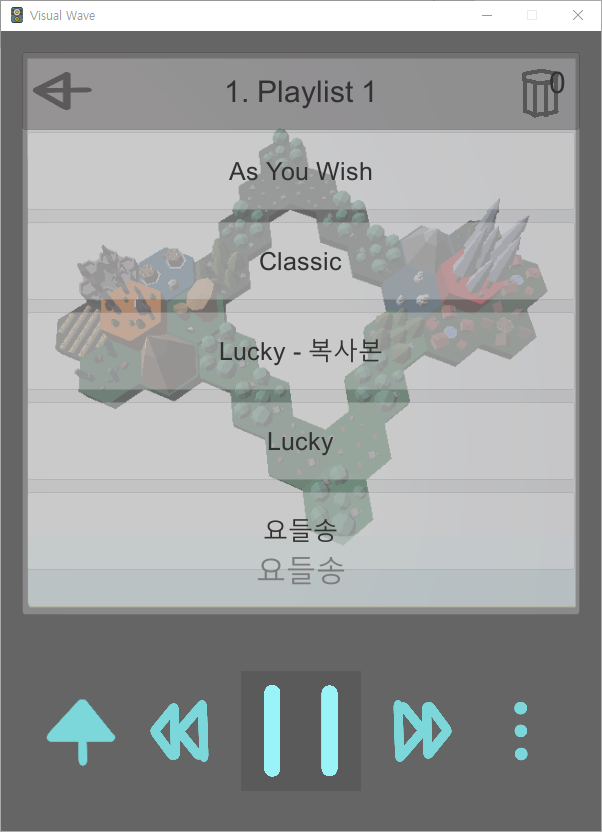 Visual Wave
1. Playlist 1
0
As You Wish
Classic
Lucky - 복사본
Lucky
요들송
요들송